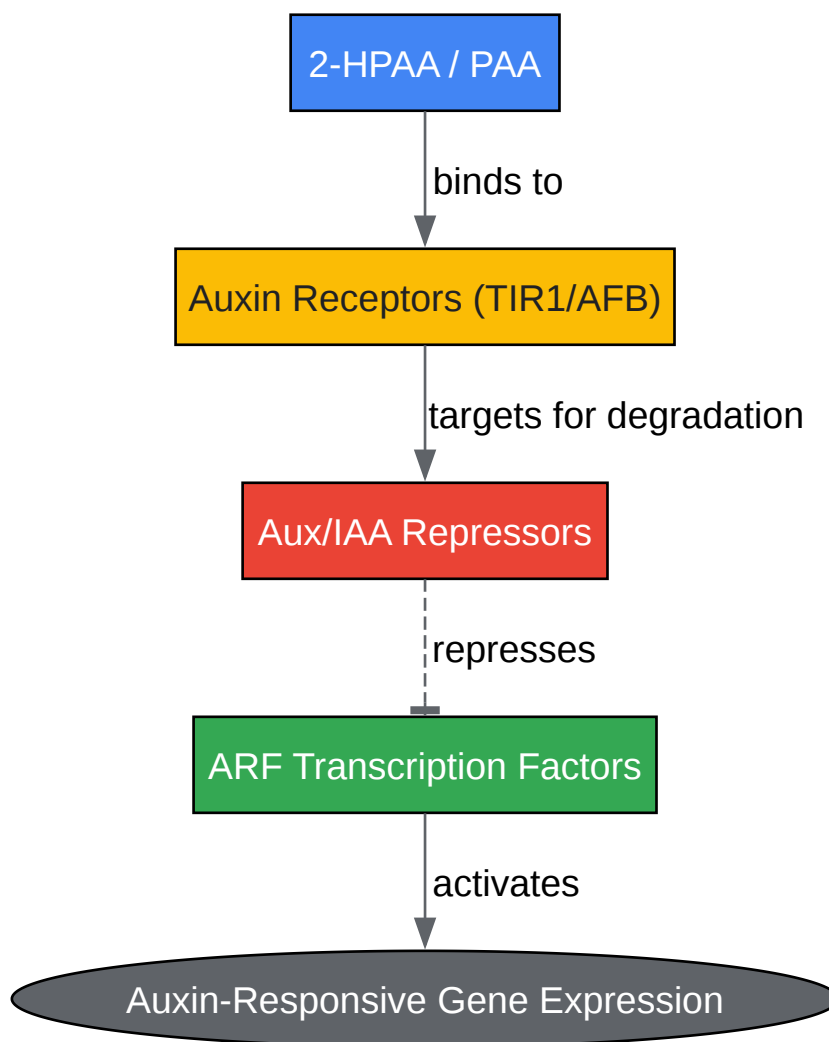 2-HPAA / PAA
binds to
Auxin Receptors (TIR1/AFB)
targets for degradation
Aux/IAA Repressors
represses
ARF Transcription Factors
activates
Auxin-Responsive Gene Expression